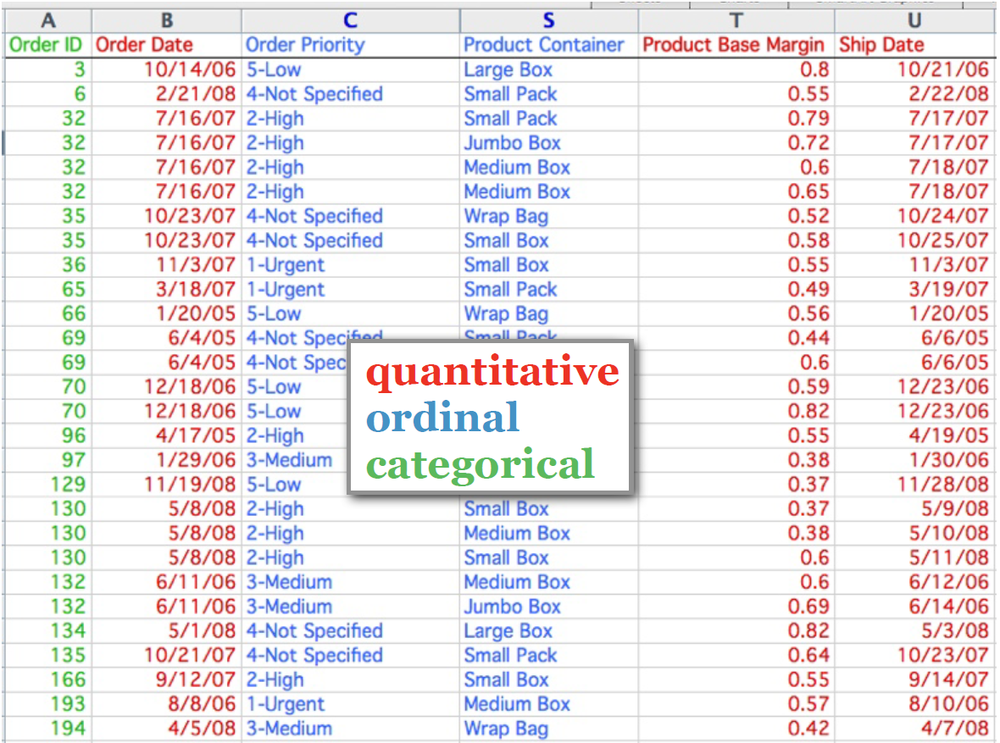 A B C S T U
Order ID Order Date Order Priority Product Container Product Base Margin Ship Date
3 10/14/06 5-Low Large Box 0.8 10/21/06
6 2/21/08 4-Not Specified Small Pack 0.55 2/22/08
32 7/16/07 2-High Small Pack 0.79 7/17/07
32 7/16/07 2-High Jumbo Box 0.72 7/17/07
32 7/16/07 2-High Medium Box 0.6 7/18/07
32 7/16/07 2-High Medium Box 0.65 7/18/07
35 10/23/07 4-Not Specified Wrap Bag 0.52 10/24/07
35 10/23/07 4-Not Specified Small Box 0.58 10/25/07
36 11/3/07 1-Urgent Small Box 0.55 11/3/07
65 3/18/07 1-Urgent Small Pack 0.49 3/19/07
66 1/20/05 5-Low Wrap Bag 0.56 1/20/05
69 6/4/05 4-Not Specified Small Pack 0.44 6/6/05
69 6/4/05 4-Not Spec 0.6 6/6/05
70 12/18/06 5-Low 0.59 12/23/06
70 12/18/06 5-Low 0.82 12/23/06
96 4/17/05 2-High 0.55 4/19/05
97 1/29/06 3-Medium 0.38 1/30/06
129 11/19/08 5-Low 0.37 11/28/08
130 5/8/08 2-High Small Box 0.37 5/9/08
130 5/8/08 2-High Medium Box 0.38 5/10/08
130 5/8/08 2-High Small Box 0.6 5/11/08
132 6/11/06 3-Medium Medium Box 0.6 6/12/06
132 6/11/06 3-Medium Jumbo Box 0.69 6/14/06
134 5/1/08 4-Not Specified Large Box 0.82 5/3/08
135 10/21/07 4-Not Specified Small Pack 0.64 10/23/07
166 9/12/07 2-High Small Box 0.55 9/14/07
193 8/8/06 1-Urgent Medium Box 0.57 8/10/06
194 4/5/08 3-Medium Wrap Bag 0.42 4/7/08
quantitative
ordinal
categorical